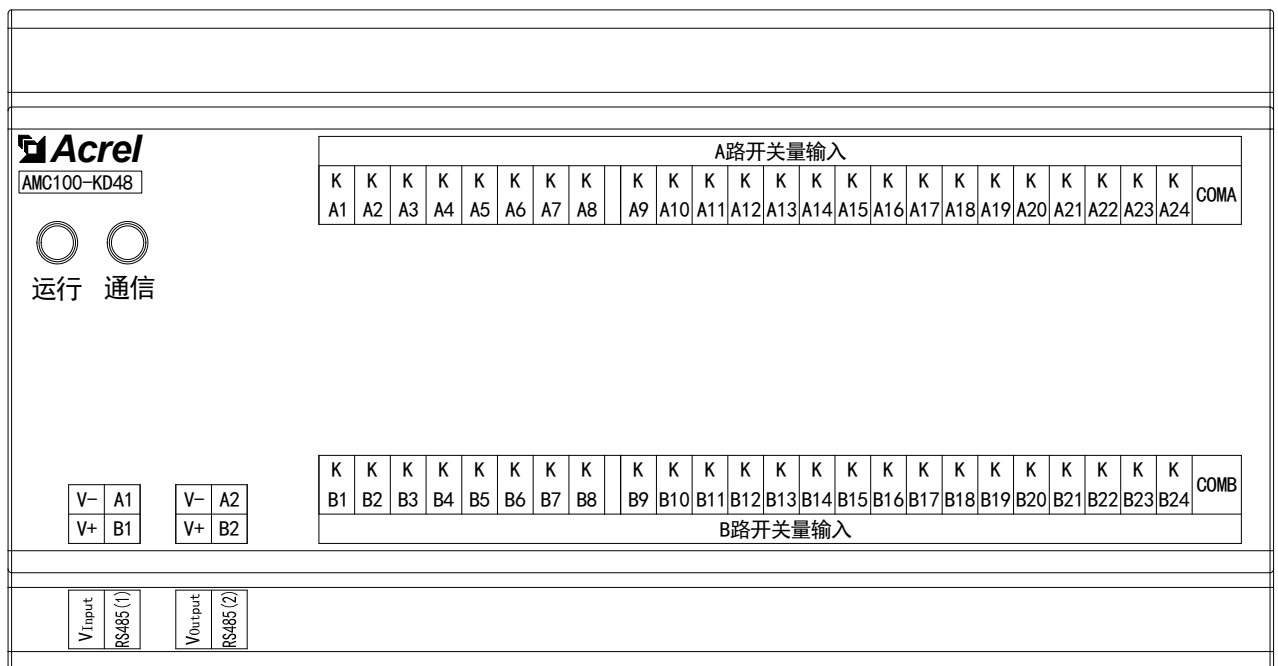 Acrel
AMC100-KD48
运行 通信
A路开关量输入
K K K K K K K K K K K K K K K K K K K K K K K K
A1 A2 A3 A4 A5 A6 A7 A8 A9 A10 A11 A12 A13 A14 A15 A16 A17 A18 A19 A20 A21 A22 A23 A24 COMA
K K K K K K K K K K K K K K K K K K K K K K K K
B1 B2 B3 B4 B5 B6 B7 B8 B9 B10 B11 B12 B13 B14 B15 B16 B17 B18 B19 B20 B21 B22 B23 B24 COMB
B路开关量输入
V- A1 V- A2
V+ B1 V+ B2
VInput RS485(1) VOutput RS485(2)